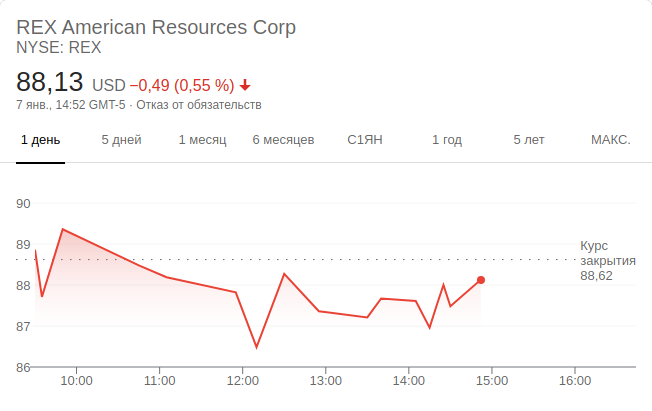 REX American Resources Corp
NYSE: REX
88,13 USD −0,49 (0,55 %)
7 янв., 14:52 GMT-5 · Отказ от обязательств
1 день 5 дней 1 месяц 6 месяцев С1ЯН 1 год 5 лет МАКС.
90
89
88
87
86
Курс
закрытия
88,62
10:00 11:00 12:00 13:00 14:00 15:00 16:00